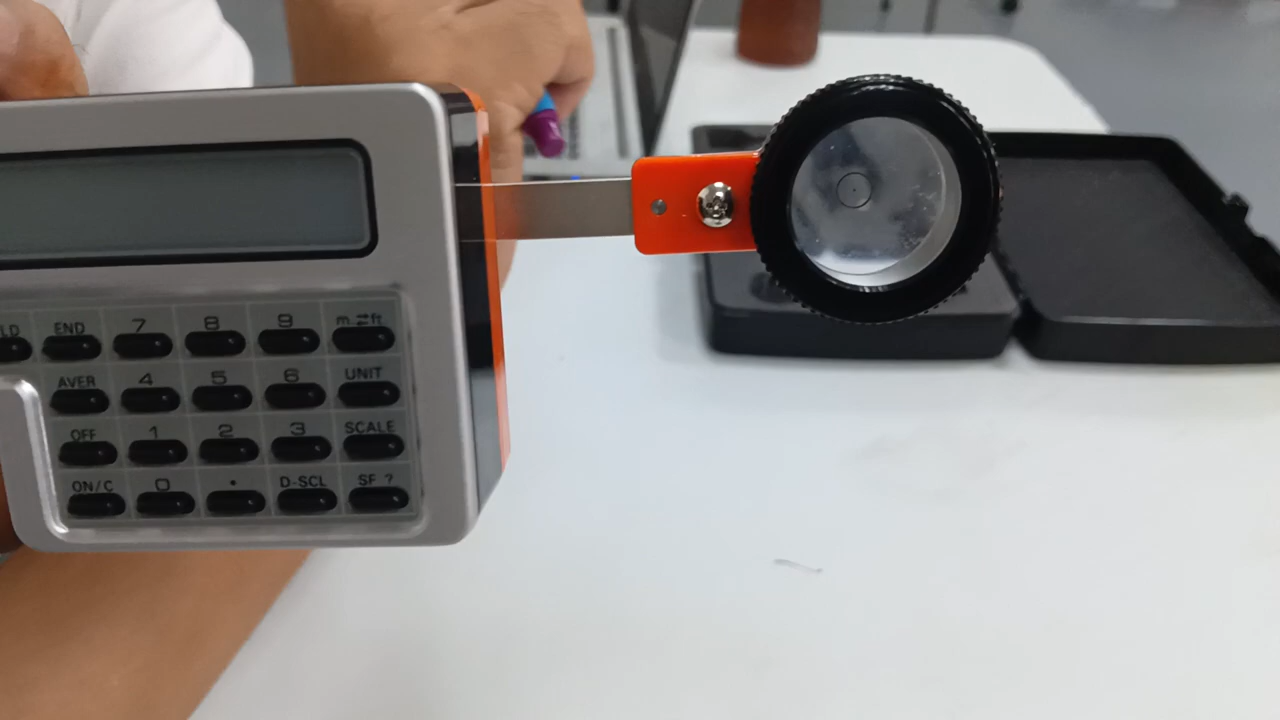 LD END 7 8 9 m⇄ft
AVER 4 5 6 UNIT
OFF 1 2 3 SCALE
ON/C 0 • D-SCL SF ?